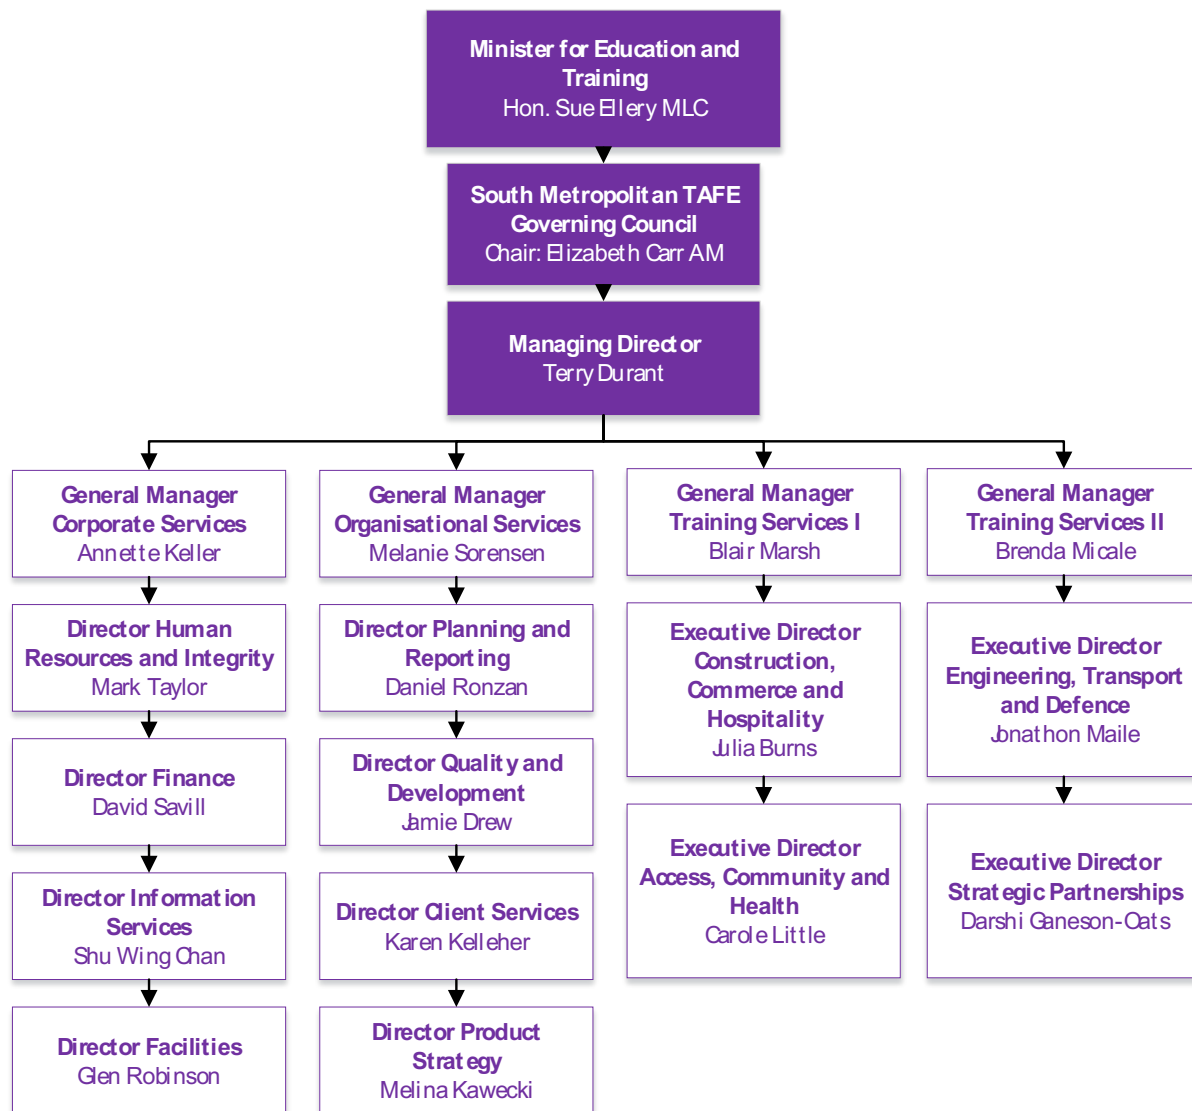 Minister for Education and
Training
Hon. Sue Ellery MLC
South Metropolitan TAFE
Governing Council
Chair: Elizabeth Carr AM
Managing Director
Terry Durant
General Manager
Corporate Services
Annette Keller
General Manager
Organisational Services
Melanie Sorensen
General Manager
Training Services I
Blair Marsh
General Manager
Training Services II
Brenda Micale
Director Human
Resources and Integrity
Mark Taylor
Director Planning and
Reporting
Daniel Ronzan
Executive Director
Construction,
Commerce and
Hospitality
Julia Burns
Executive Director
Engineering, Transport
and Defence
Jonathon Maile
Director Finance
David Savill
Director Quality and
Development
Jamie Drew
Executive Director
Access, Community and
Health
Carole Little
Executive Director
Strategic Partnerships
Darshi Ganeson-Oats
Director Information
Services
Shu Wing Chan
Director Client Services
Karen Kelleher
Director Facilities
Glen Robinson
Director Product
Strategy
Melina Kawecki